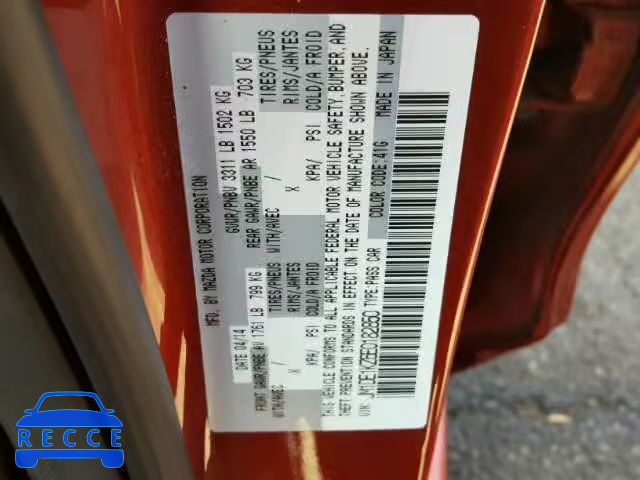 MFD. BY MAZDA MOTOR CORPORATION
DATE 04/14 GVWR/PNBV 3311 LB 1502 KG
FRONT GAWR/PNBE AV 1761 LB 799 KG REAR GAWR/PNBE AR 1550 LB 703 KG
WITH/AVEC TIRES/PNEUS WITH/AVEC TIRES/PNEUS
X RIMS/JANTES X RIMS/JANTES
KPA/ PSI COLD/A FROID KPA/ PSI COLD/A FROID
THIS VEHICLE CONFORMS TO ALL APPLICABLE FEDERAL MOTOR VEHICLE SAFETY, BUMPER, AND
THEFT PREVENTION STANDARDS IN EFFECT ON THE DATE OF MANUFACTURE SHOWN ABOVE.
VIN: TYPE: PASS CAR COLOR CODE: 41G MADE IN JAPAN
RECCE